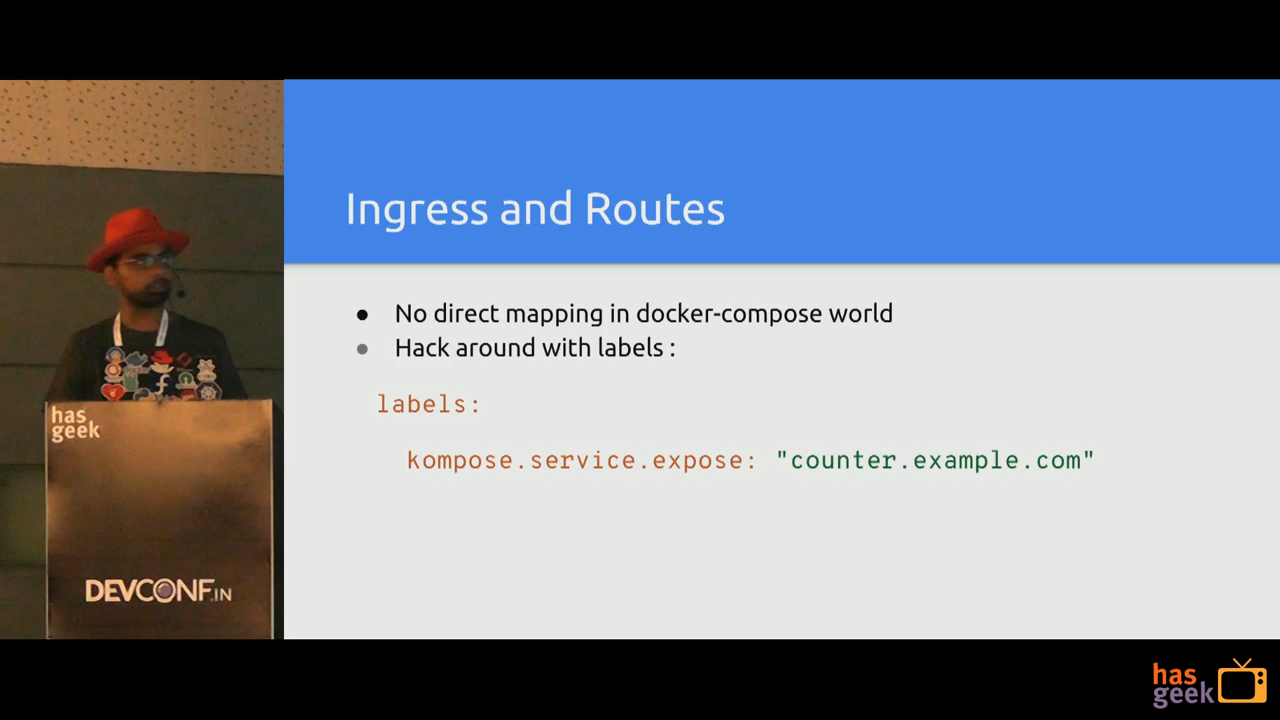 Ingress and Routes
No direct mapping in docker-compose world
Hack around with labels :
labels:
kompose.service.expose: "counter.example.com"
has
geek
DEVCONF.IN
has
geek